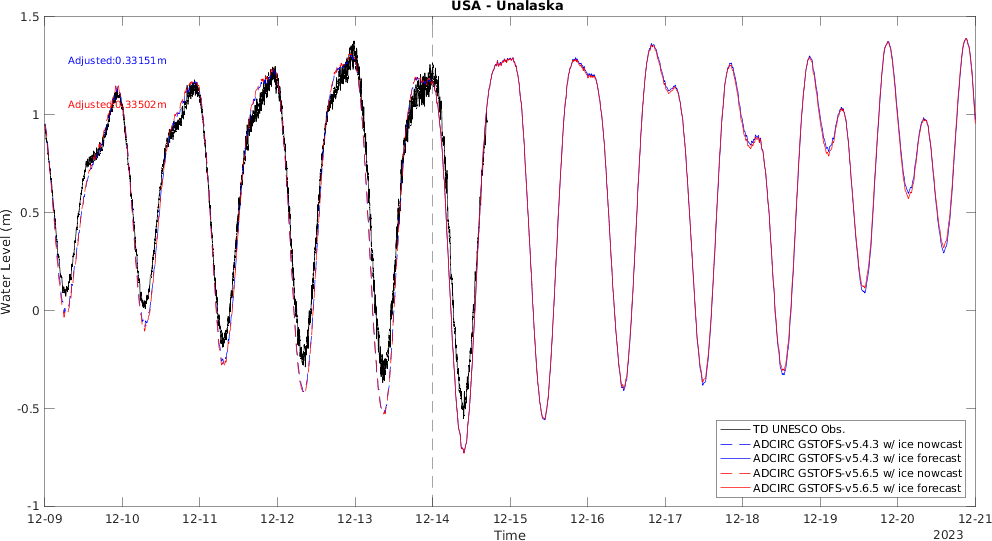 USA - Unalaska
1.5
1
0.5
0
-0.5
-1
Water Level (m)
Adjusted:0.33151m
Adjusted:0.33502m
TD UNESCO Obs.
ADCIRC GSTOFS-v5.4.3 w/ ice nowcast
ADCIRC GSTOFS-v5.4.3 w/ ice forecast
ADCIRC GSTOFS-v5.6.5 w/ ice nowcast
ADCIRC GSTOFS-v5.6.5 w/ ice forecast
12-09 12-10 12-11 12-12 12-13 12-14 12-15 12-16 12-17 12-18 12-19 12-20 12-21
Time
2023